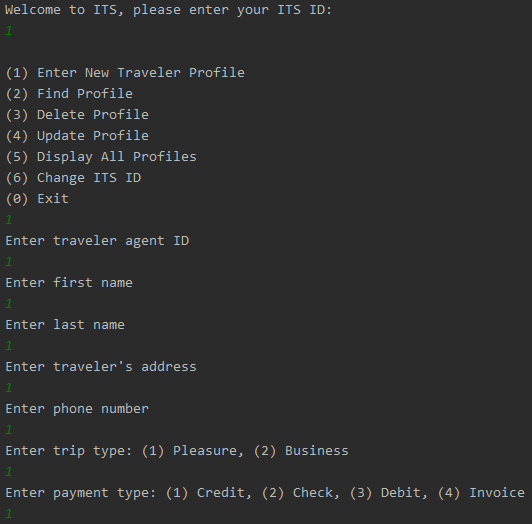 Welcome to ITS, please enter your ITS ID:
1
(1) Enter New Traveler Profile
(2) Find Profile
(3) Delete Profile
(4) Update Profile
(5) Display All Profiles
(6) Change ITS ID
(0) Exit
1
Enter traveler agent ID
1
Enter first name
1
Enter last name
1
Enter traveler's address
1
Enter phone number
1
Enter trip type: (1) Pleasure, (2) Business
1
Enter payment type: (1) Credit, (2) Check, (3) Debit, (4) Invoice
1